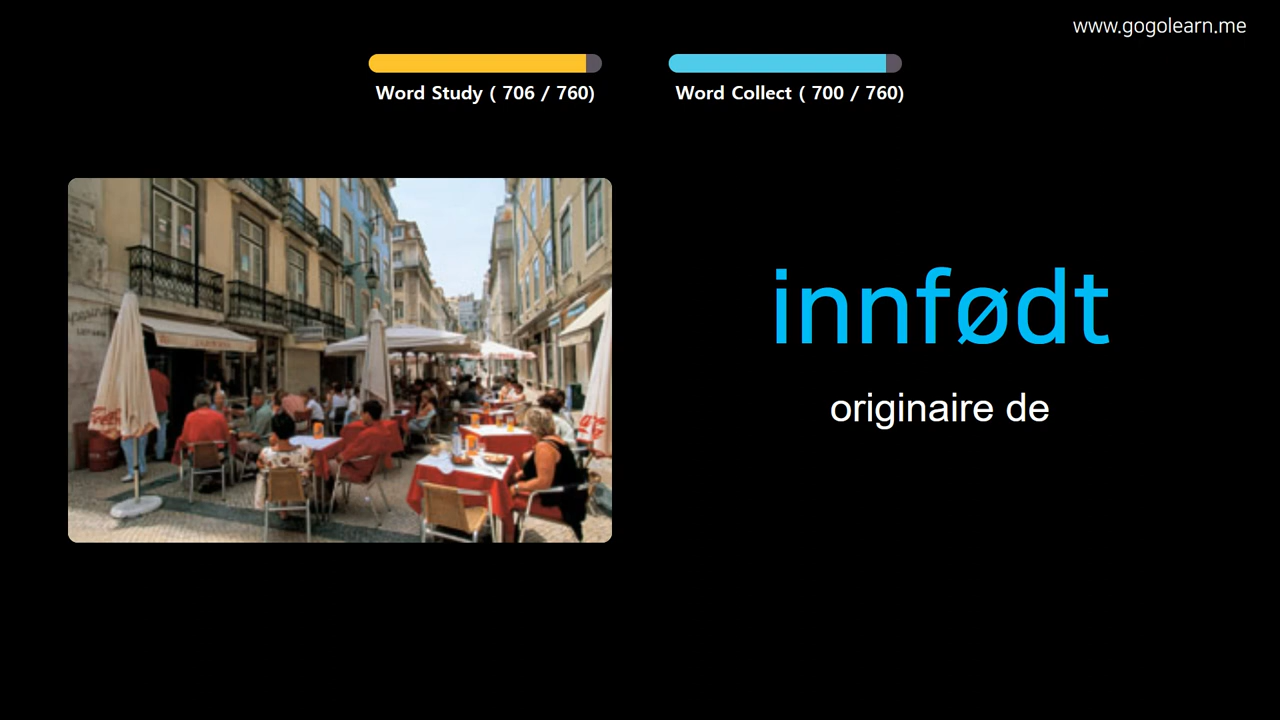 www.gogolearn.me
Word Study ( 706 / 760)
Word Collect ( 700 / 760)
innfødt
originaire de